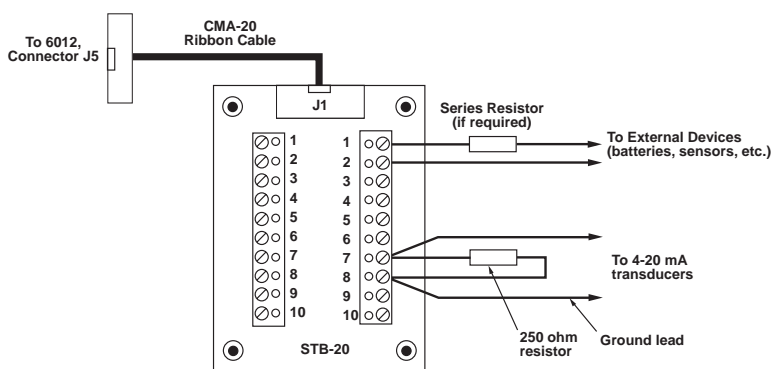 CMA-20
Ribbon Cable
To 6012,
Connector J5
J1
Series Resistor
(if required)
To External Devices
(batteries, sensors, etc.)
1
2
3
4
5
6
7
8
9
10
1
2
3
4
5
6
7
8
9
10
To 4-20 mA
transducers
250 ohm
resistor
Ground lead
STB-20